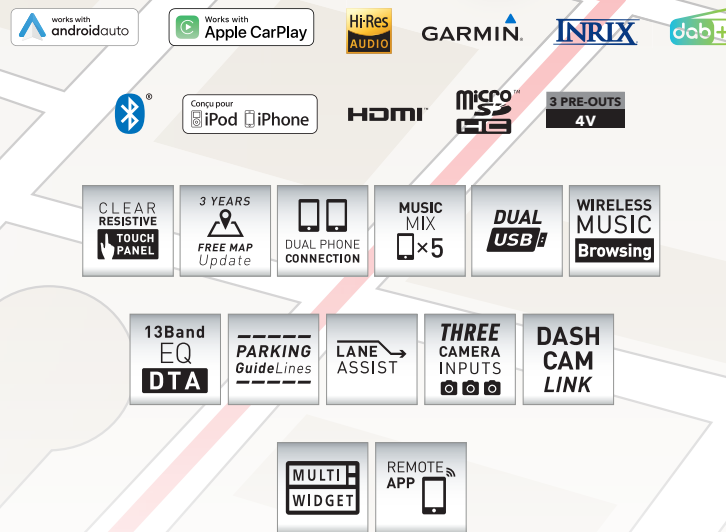 works with
androidauto
Works with
Apple CarPlay
Hi-Res
AUDIO
GARMIN.
INRIX
dab+
®
Conçu pour
iPod iPhone
HDMI™
micro™
SD
HC
3 PRE-OUTS
4V
CLEAR
RESISTIVE
TOUCH
PANEL
3 YEARS
FREE MAP
Update
DUAL PHONE
CONNECTION
MUSIC
MIX
×5
DUAL
USB
WIRELESS
MUSIC
Browsing
13Band
EQ
DTA
PARKING
GuideLines
LANE
ASSIST
THREE
CAMERA
INPUTS
DASH
CAM
LINK
MULTI
WIDGET
REMOTE
APP